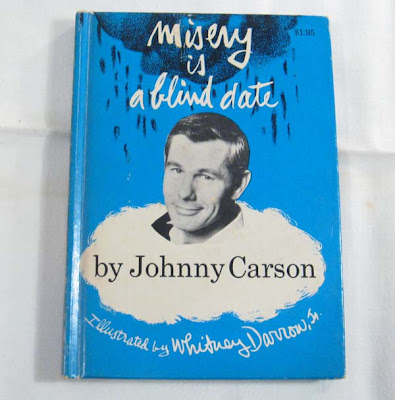 misery
$1.95
is
a blind date
by Johnny Carson
Illustrated by Whitney Darrow, Jr.